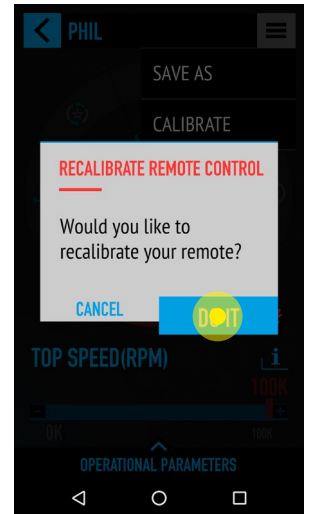 PHIL
SAVE AS
CALIBRATE
RECALIBRATE REMOTE CONTROL
Would you like to
recalibrate your remote?
CANCEL
DO IT
TOP SPEED(RPM)
i
100K
- +
0K
100K
OPERATIONAL PARAMETERS